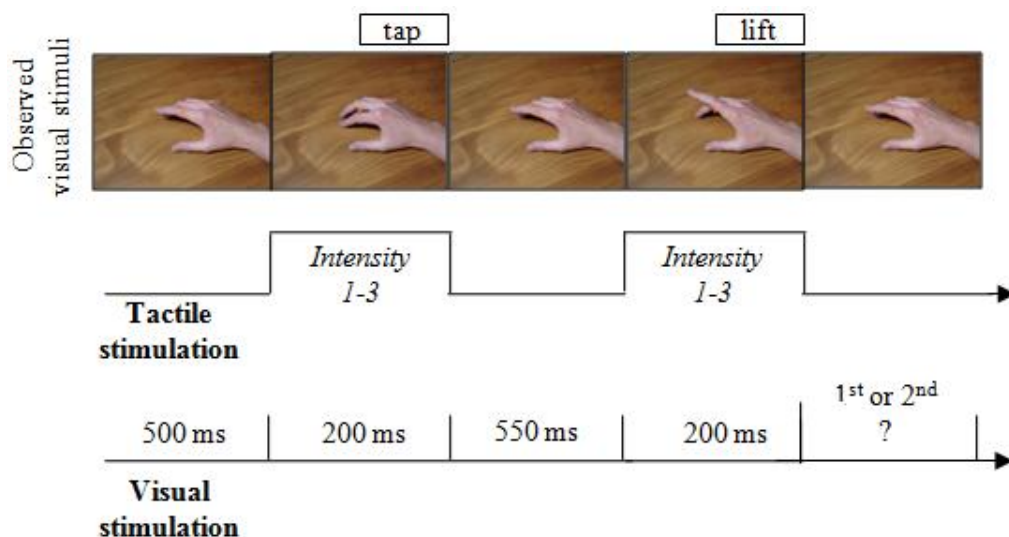 tap
lift
Observed
visual stimuli
Intensity
1-3
Intensity
1-3
Tactile
stimulation
1st or 2nd
?
500 ms
200 ms
550 ms
200 ms
Visual
stimulation